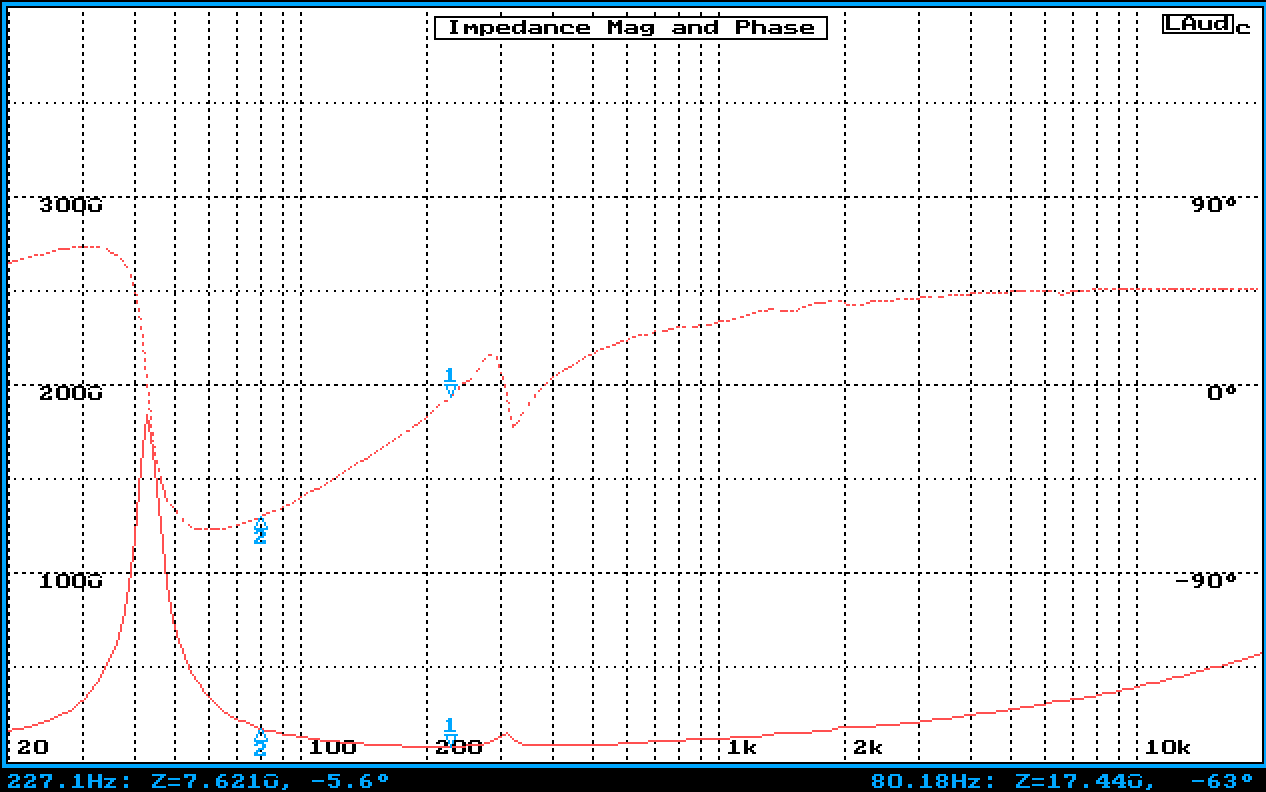 Impedance Mag and Phase
LAud c
300Ω 90°
1
200Ω 0°
2
100Ω -90°
1
20 2 100 200 1k 2k 10k
227.1Hz: Z=7.621Ω, -5.6° 80.18Hz: Z=17.44Ω, -63°